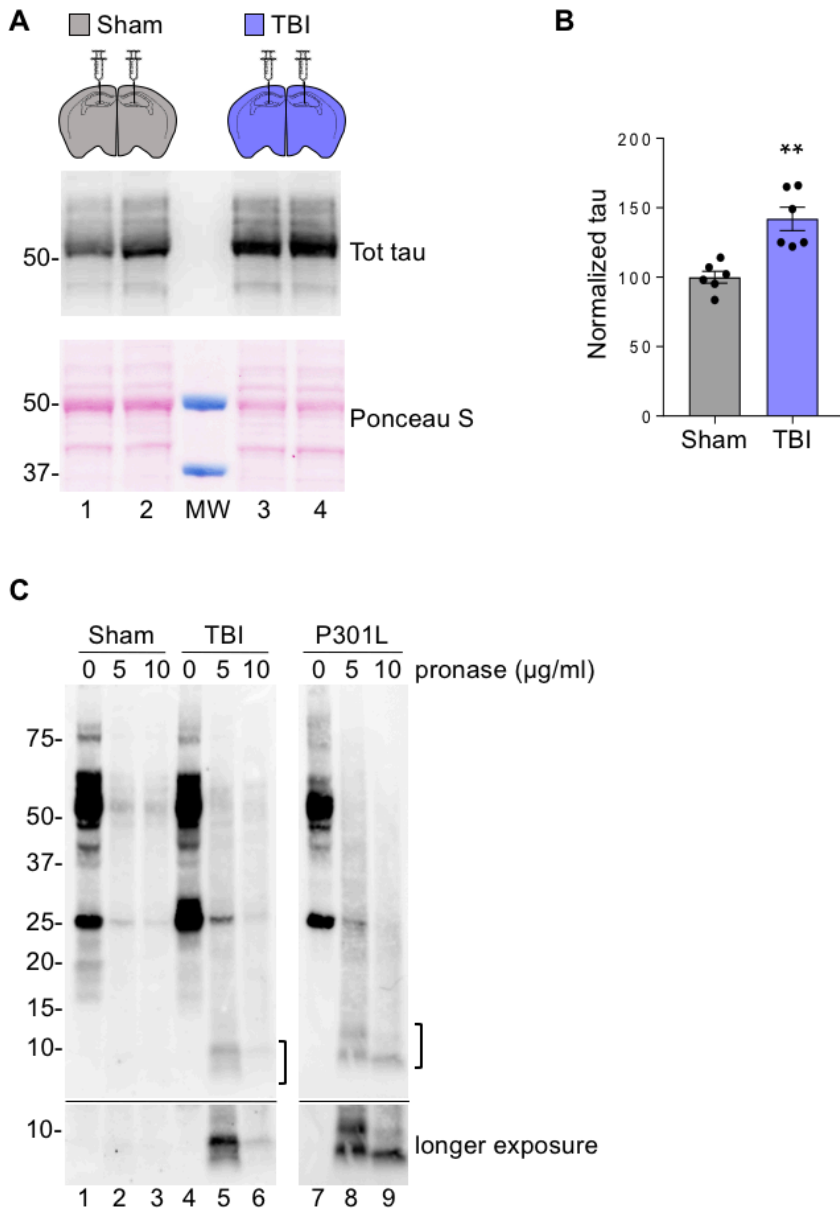 A
Sham
TBI
50-
Tot tau
50-
Ponceau S
37-
1 2 MW 3 4
B
200
**
150
100
50
0
Normalized tau
Sham TBI
C
Sham TBI P301L
0 5 10 0 5 10 0 5 10 pronase (µg/ml)
75-
50-
37-
25-
20-
15-
10-
10-
longer exposure
1 2 3 4 5 6 7 8 9